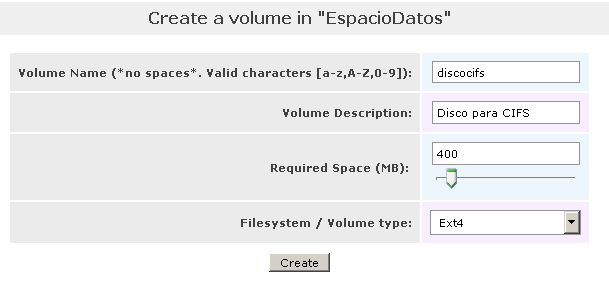 Create a volume in "EspacioDatos"
Volume Name (*no spaces*. Valid characters [a-z,A-Z,0-9]): discocifs
Volume Description: Disco para CIFS
Required Space (MB): 400
Filesystem / Volume type: Ext4
Create